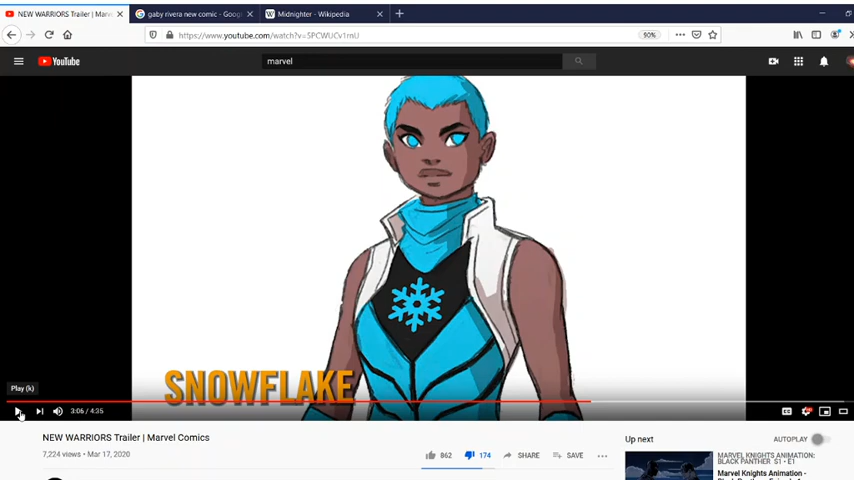 NEW WARRIORS Trailer | Marv
gaby rivera new comic - Goog
Midnighter - Wikipedia
https://www.youtube.com/watch?v=5PCWUCv1rnU
90%
YouTube
marvel
SNOWFLAKE
Play (k)
3:06 / 4:35
CC
NEW WARRIORS Trailer | Marvel Comics
7,224 views • Mar 17, 2020
862
174
SHARE
SAVE
Up next
AUTOPLAY
MARVEL KNIGHTS ANIMATION:
BLACK PANTHER S1 • E1
Marvel Knights Animation -